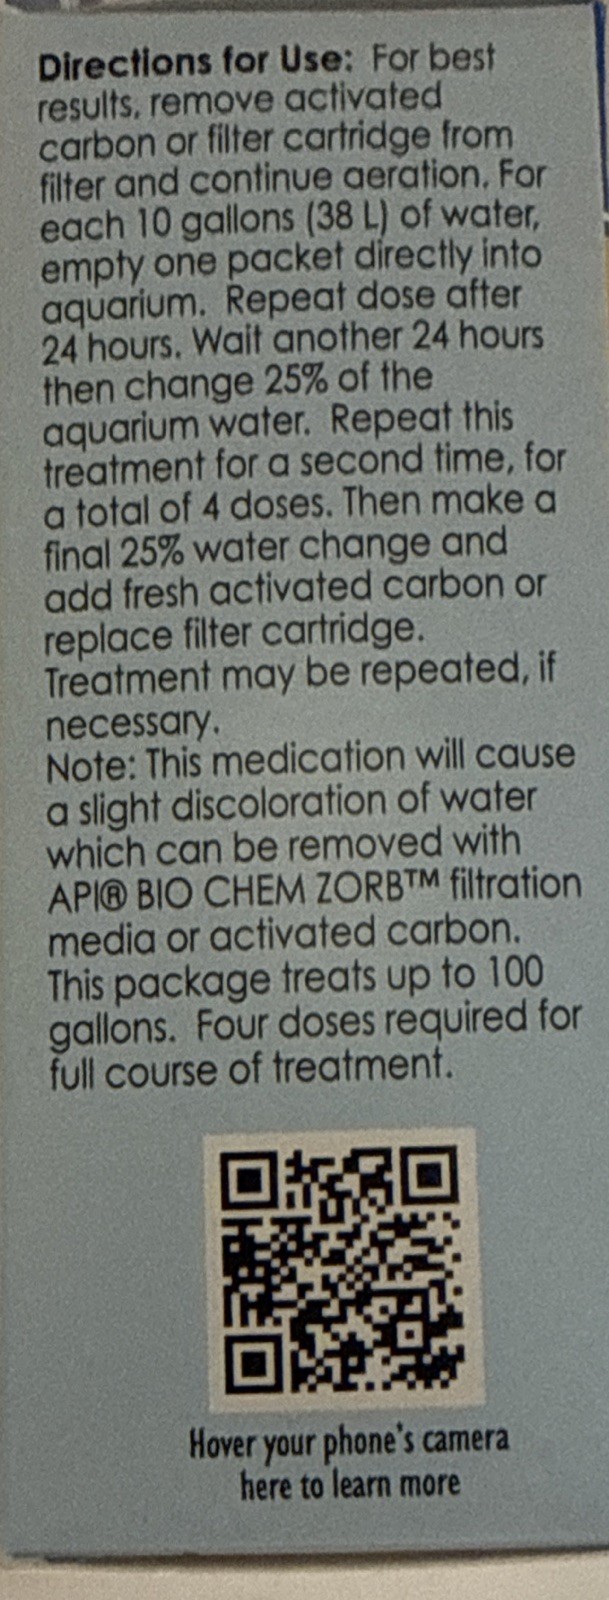 Directions for Use: For best
results, remove activated
carbon or filter cartridge from
filter and continue aeration. For
each 10 gallons (38 L) of water,
empty one packet directly into
aquarium. Repeat dose after
24 hours. Wait another 24 hours
then change 25% of the
aquarium water. Repeat this
treatment for a second time, for
a total of 4 doses. Then make a
final 25% water change and
add fresh activated carbon or
replace filter cartridge.
Treatment may be repeated, if
necessary.
Note: This medication will cause
a slight discoloration of water
which can be removed with
API® BIO CHEM ZORB™ filtration
media or activated carbon.
This package treats up to 100
gallons. Four doses required for
full course of treatment.
Hover your phone's camera
here to learn more